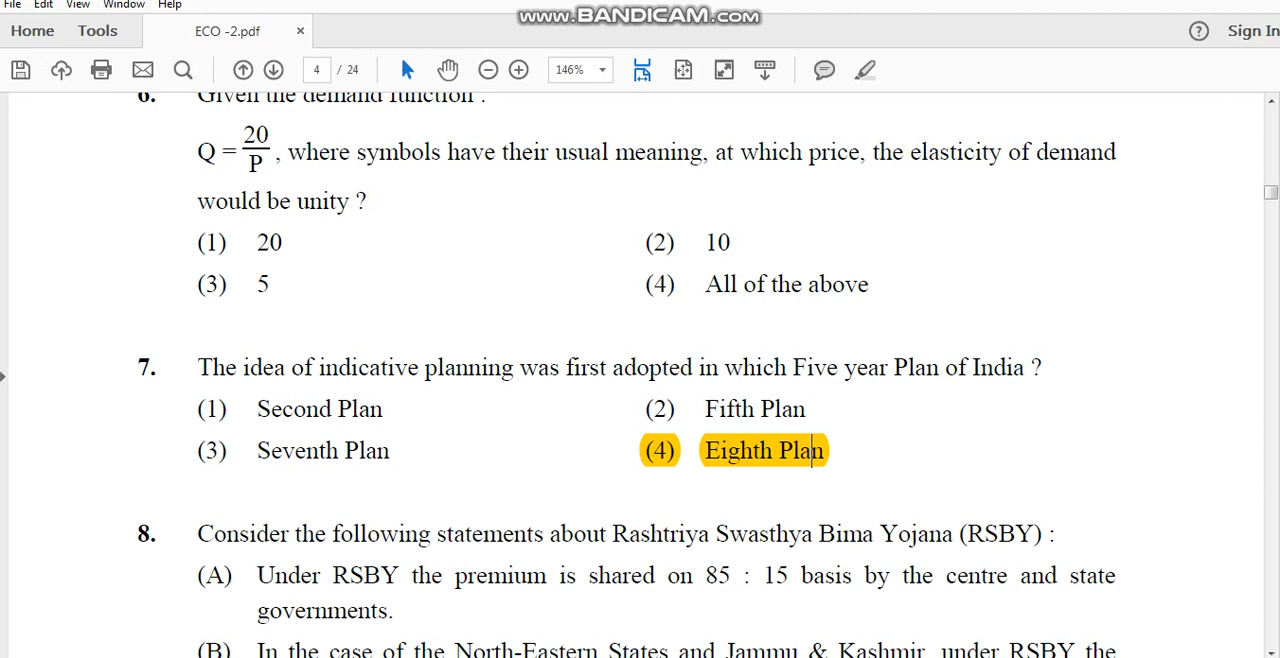 File Edit View Window Help
www.BANDICAM.com
Home Tools ECO -2.pdf × ? Sign In
4 / 24 146%
6. Given the demand function :
Q = 20/P , where symbols have their usual meaning, at which price, the elasticity of demand
would be unity ?
(1) 20 (2) 10
(3) 5 (4) All of the above
7. The idea of indicative planning was first adopted in which Five year Plan of India ?
(1) Second Plan (2) Fifth Plan
(3) Seventh Plan (4) Eighth Plan
8. Consider the following statements about Rashtriya Swasthya Bima Yojana (RSBY) :
(A) Under RSBY the premium is shared on 85 : 15 basis by the centre and state
governments.
(B) In the case of the North-Eastern States and Jammu & Kashmir, under RSBY the